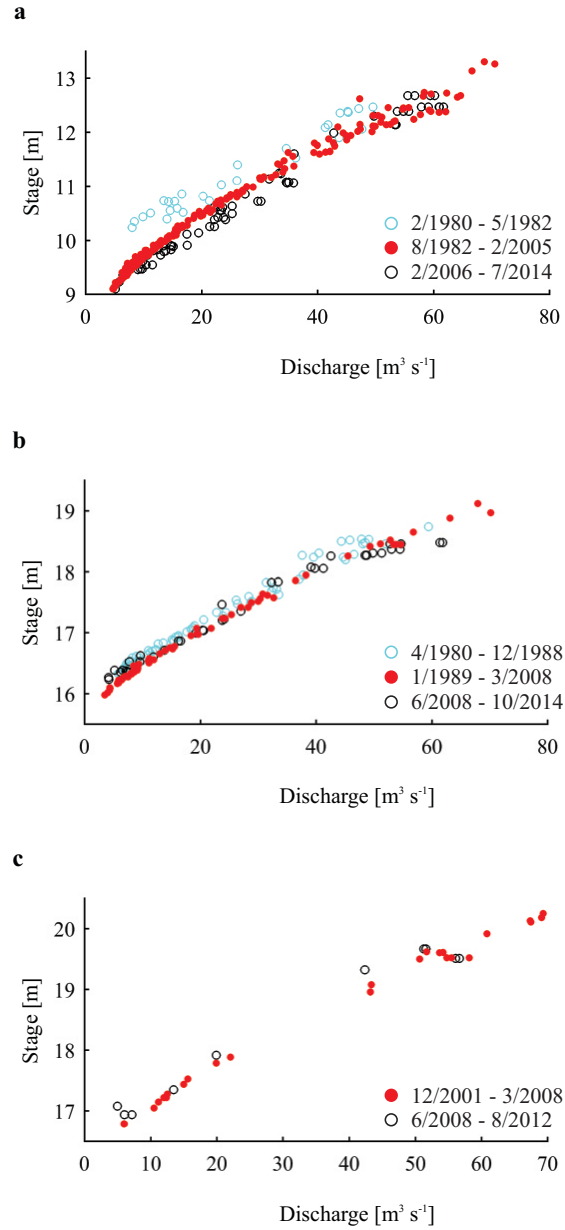 a
13
12
11
10
9
Stage [m]
0 20 40 60 80
Discharge [m³ s⁻¹]
2/1980 - 5/1982
8/1982 - 2/2005
2/2006 - 7/2014
b
19
18
17
16
Stage [m]
0 20 40 60 80
Discharge [m³ s⁻¹]
4/1980 - 12/1988
1/1989 - 3/2008
6/2008 - 10/2014
c
20
19
18
17
Stage [m]
0 10 20 30 40 50 60 70
Discharge [m³ s⁻¹]
12/2001 - 3/2008
6/2008 - 8/2012